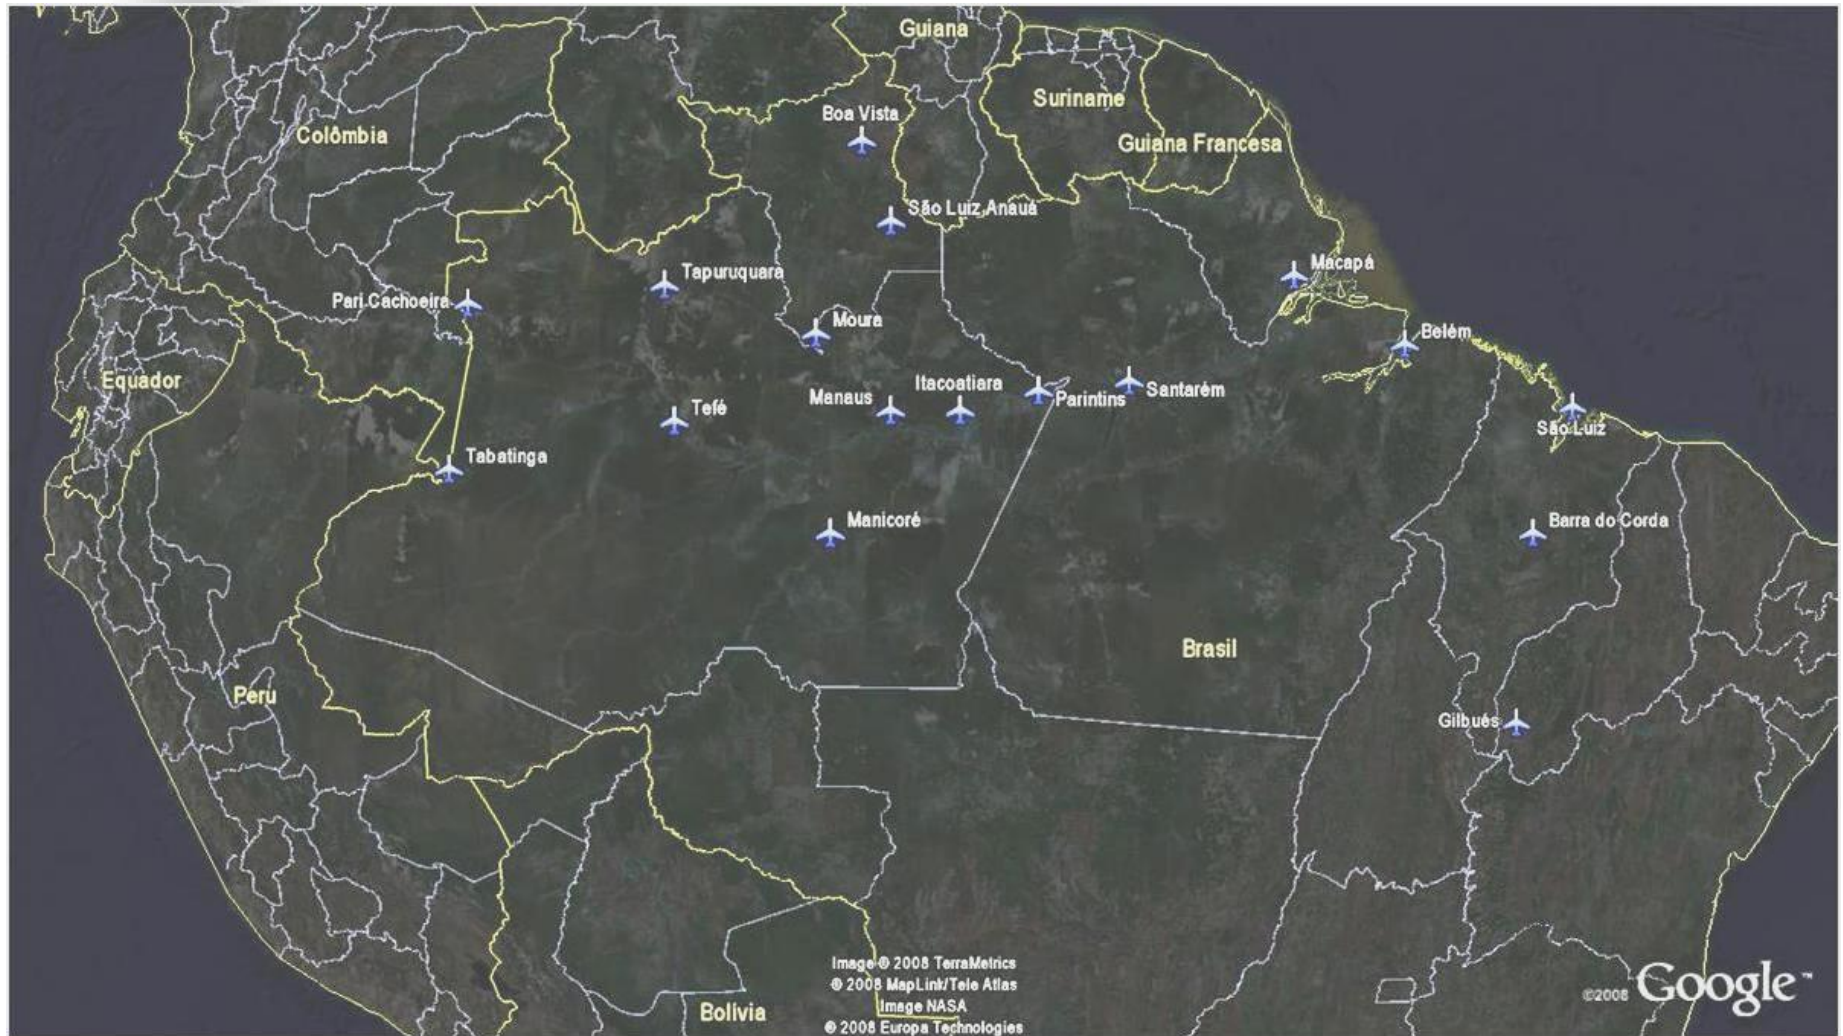 Guiana
Suriname
Boa Vista
Colômbia
Guiana Francesa
São Luiz Anauá
Macapá
Tapuruquara
Pari Cachoeira
Moura
Belém
Equador
Itacoatiara
Santarém
Manaus
Parintins
Tefé
São Luiz
Tabatinga
Manicoré
Barra do Corda
Brasil
Peru
Gilbués
Image © 2008 TerraMetrics
© 2008 MapLink/Tele Atlas
Image NASA
© 2008 Europa Technologies
Bolívia
©2008 Google™